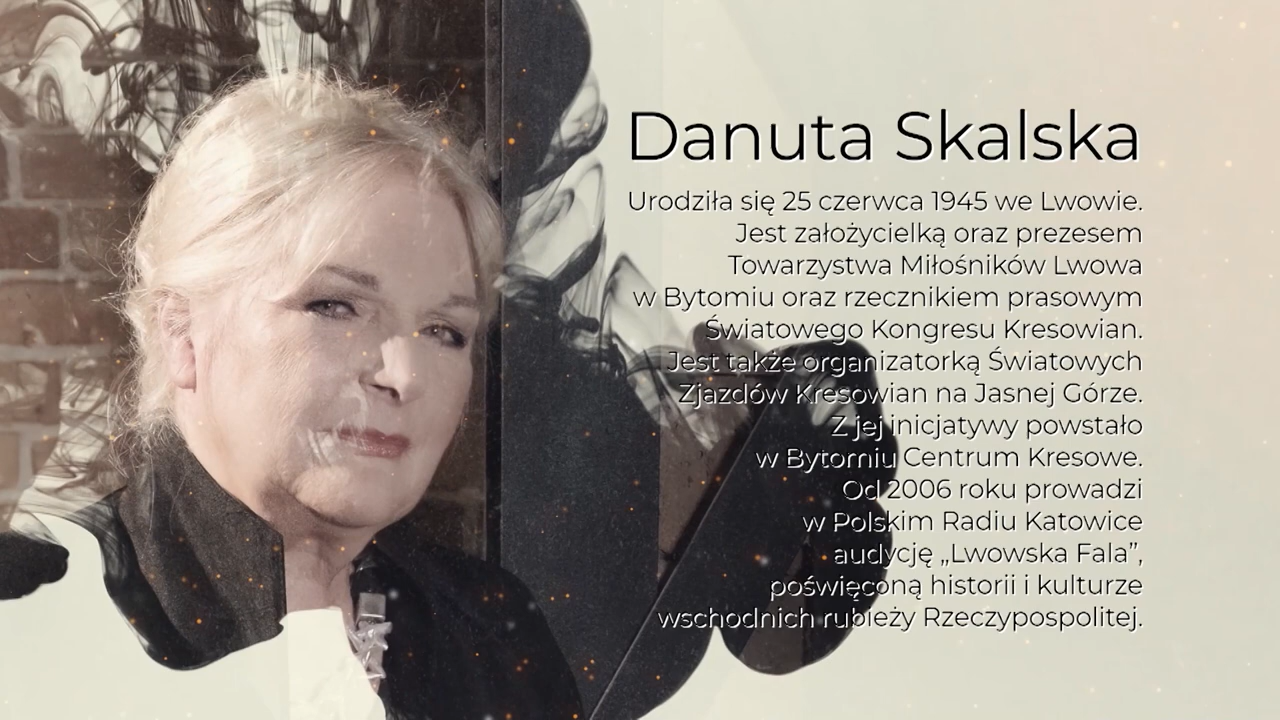 Danuta Skalska
Urodziła się 25 czerwca 1945 we Lwowie.
Jest założycielką oraz prezesem
Towarzystwa Miłośników Lwowa
w Bytomiu oraz rzecznikiem prasowym
Światowego Kongresu Kresowian.
Jest także organizatorką Światowych
Zjazdów Kresowian na Jasnej Górze.
Z jej inicjatywy powstało
w Bytomiu Centrum Kresowe.
Od 2006 roku prowadzi
w Polskim Radiu Katowice
audycję „Lwowska Fala”,
poświęconą historii i kulturze
wschodnich rubieży Rzeczypospolitej.